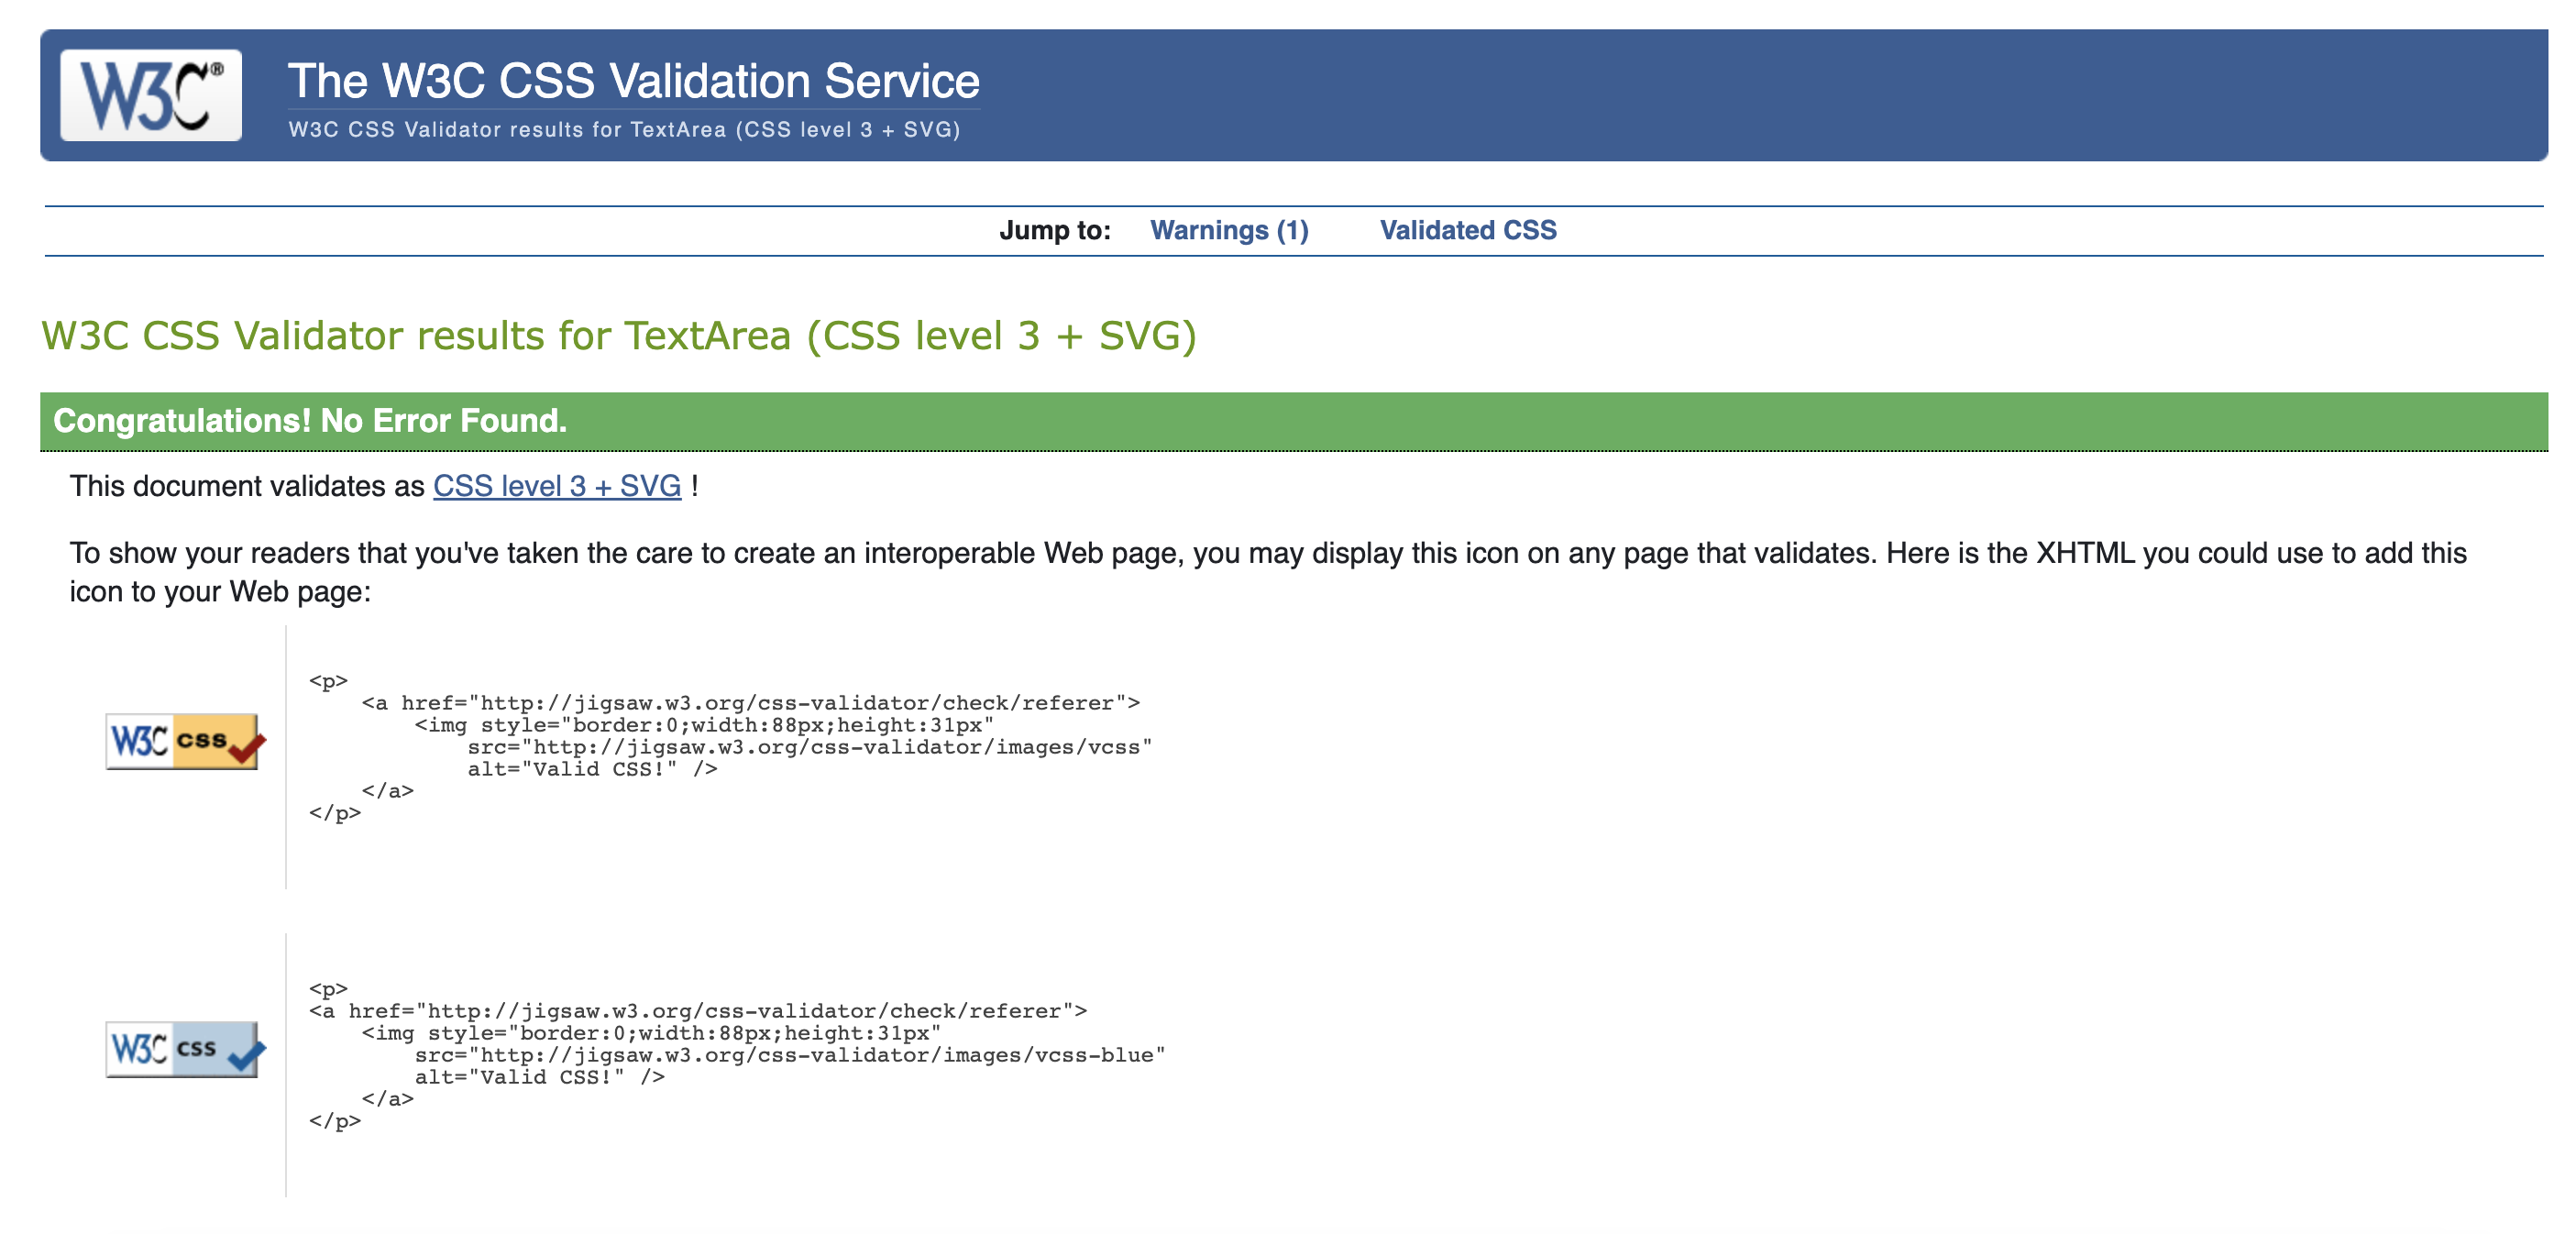 W3C®
The W3C CSS Validation Service
W3C CSS Validator results for TextArea (CSS level 3 + SVG)
Jump to: Warnings (1) Validated CSS
W3C CSS Validator results for TextArea (CSS level 3 + SVG)
Congratulations! No Error Found.
This document validates as CSS level 3 + SVG !
To show your readers that you've taken the care to create an interoperable Web page, you may display this icon on any page that validates. Here is the XHTML you could use to add this
icon to your Web page:
W3C css
<p>
    <a href="http://jigsaw.w3.org/css-validator/check/referer">
        <img style="border:0;width:88px;height:31px"
            src="http://jigsaw.w3.org/css-validator/images/vcss"
            alt="Valid CSS!" />
    </a>
</p>
W3C css
<p>
<a href="http://jigsaw.w3.org/css-validator/check/referer">
    <img style="border:0;width:88px;height:31px"
        src="http://jigsaw.w3.org/css-validator/images/vcss-blue"
        alt="Valid CSS!" />
    </a>
</p>